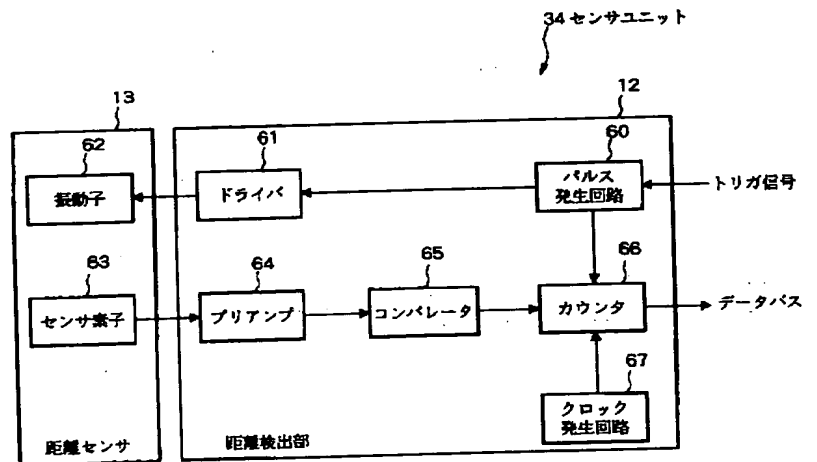 34 センサユニット
13
12
62
振動子
61
ドライバ
60
パルス
発生回路
トリガ信号
63
センサ素子
64
プリアンプ
65
コンパレータ
66
カウンタ
データバス
67
クロック
発生回路
距離センサ
距離検出部